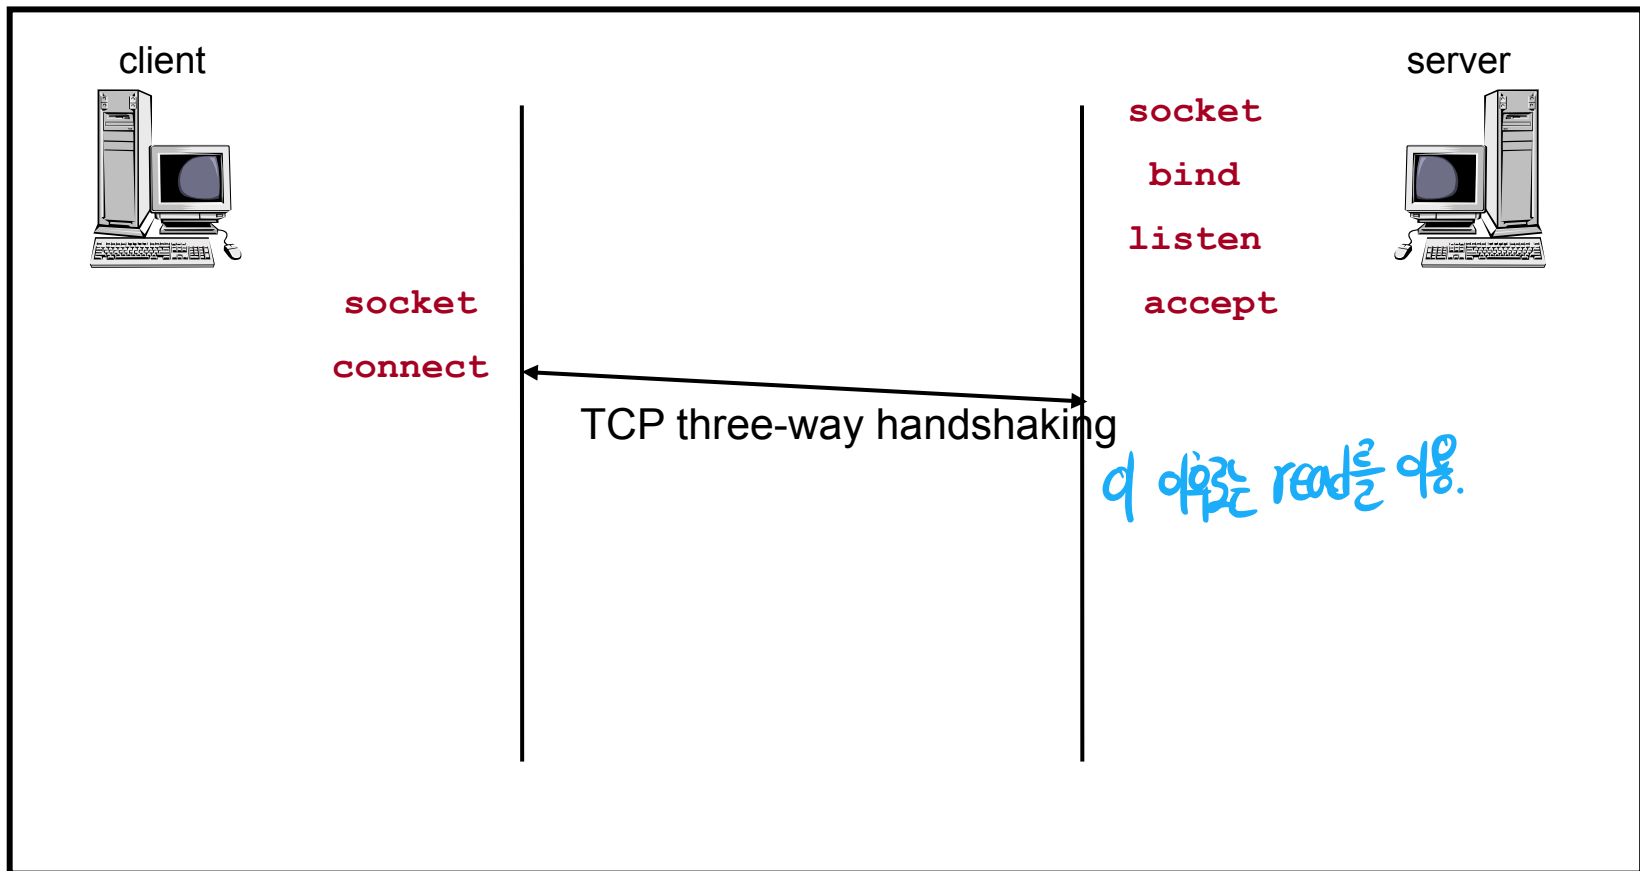 client
server
socket
bind
listen
socket
accept
connect
TCP three-way handshaking
이 이후로는 read를 이용.